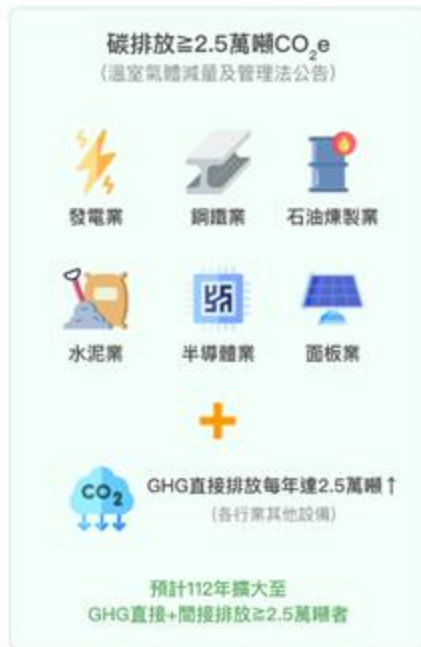 碳排放≧2.5萬噸CO₂e
(溫室氣體減量及管理法公告)
發電業
鋼鐵業
石油煉製業
水泥業
半導體業
面板業
+
CO₂
GHG直接排放每年達2.5萬噸↑
(各行業其他設備)
預計112年擴大至
GHG直接+間接排放≧2.5萬噸者